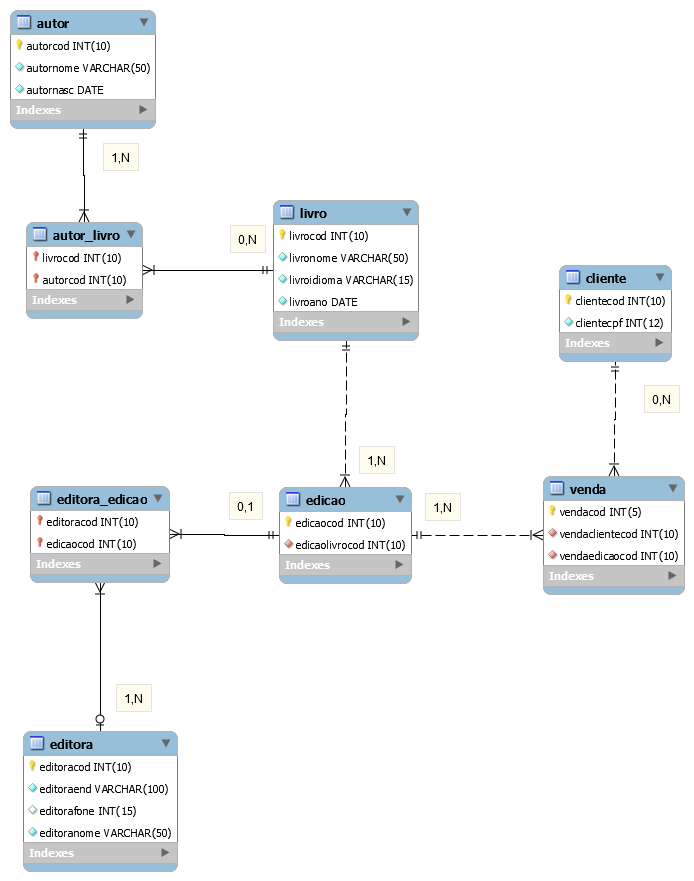 autor
autorcod INT(10)
autornome VARCHAR(50)
autornasc DATE
Indexes
1,N
autor_livro
livrocod INT(10)
autorcod INT(10)
Indexes
0,N
livro
livrocod INT(10)
livronome VARCHAR(50)
livroidioma VARCHAR(15)
livroano DATE
Indexes
cliente
clientecod INT(10)
clientecpf INT(12)
Indexes
0,N
1,N
editora_edicao
editoracod INT(10)
edicaocod INT(10)
Indexes
0,1
edicao
edicaocod INT(10)
edicaolivrocod INT(10)
Indexes
1,N
venda
vendacod INT(5)
vendaclientecod INT(10)
vendaedicaocod INT(10)
Indexes
1,N
editora
editoracod INT(10)
editoraend VARCHAR(100)
editorafone INT(15)
editoranome VARCHAR(50)
Indexes